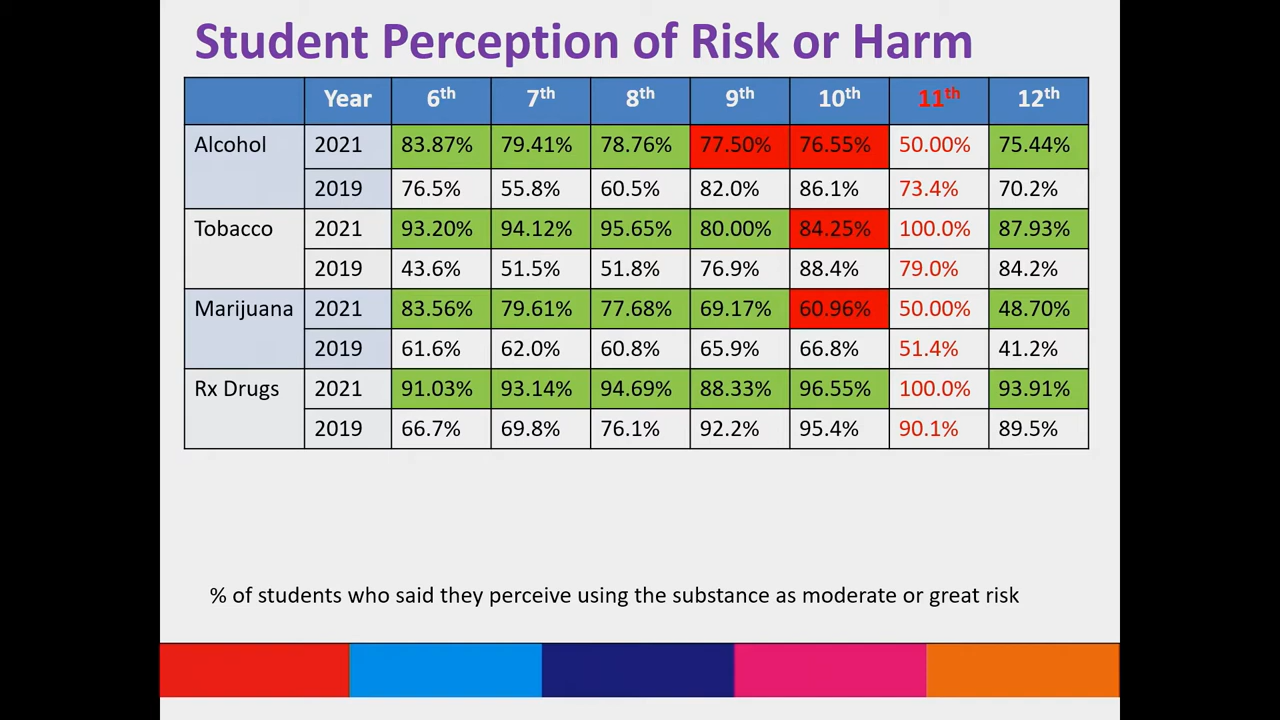 Student Perception of Risk or Harm
Year 6th 7th 8th 9th 10th 11th 12th
Alcohol 2021 83.87% 79.41% 78.76% 77.50% 76.55% 50.00% 75.44%
2019 76.5% 55.8% 60.5% 82.0% 86.1% 73.4% 70.2%
Tobacco 2021 93.20% 94.12% 95.65% 80.00% 84.25% 100.0% 87.93%
2019 43.6% 51.5% 51.8% 76.9% 88.4% 79.0% 84.2%
Marijuana 2021 83.56% 79.61% 77.68% 69.17% 60.96% 50.00% 48.70%
2019 61.6% 62.0% 60.8% 65.9% 66.8% 51.4% 41.2%
Rx Drugs 2021 91.03% 93.14% 94.69% 88.33% 96.55% 100.0% 93.91%
2019 66.7% 69.8% 76.1% 92.2% 95.4% 90.1% 89.5%
% of students who said they perceive using the substance as moderate or great risk